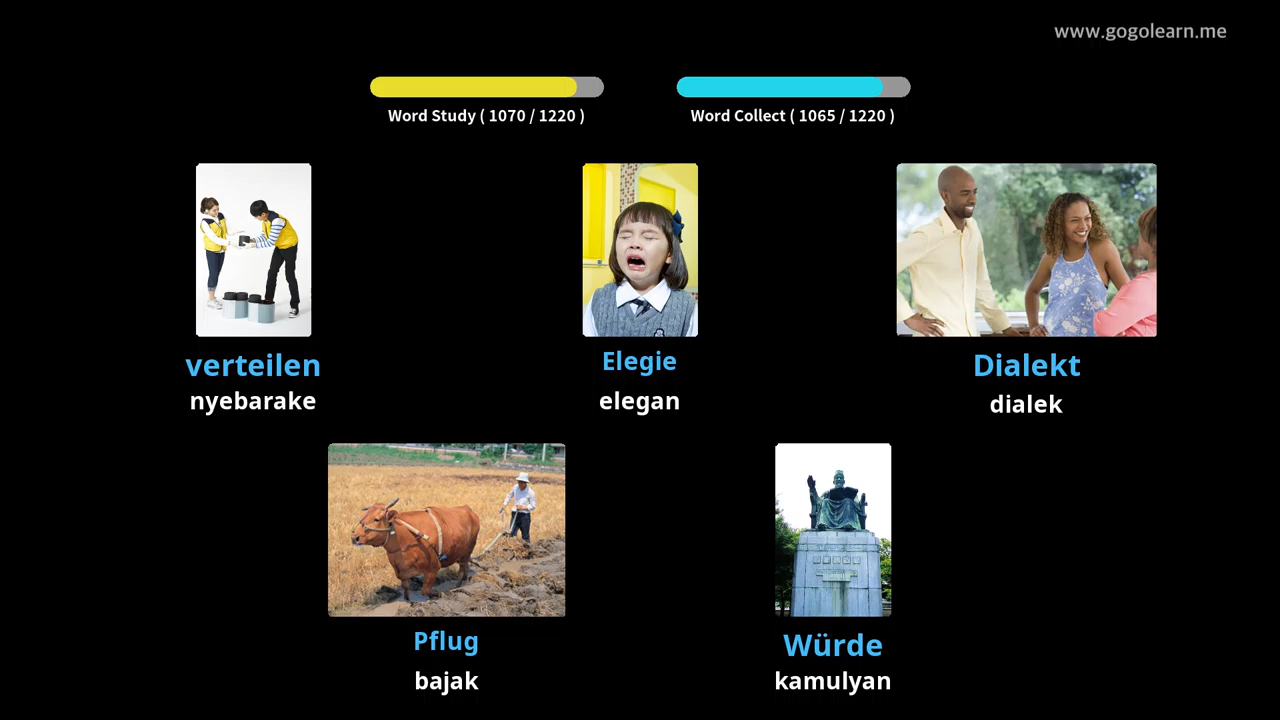 www.gogolearn.me
Word Study ( 1070 / 1220 )
Word Collect ( 1065 / 1220 )
verteilen
nyebarake
Elegie
elegan
Dialekt
dialek
Pflug
bajak
Würde
kamulyan